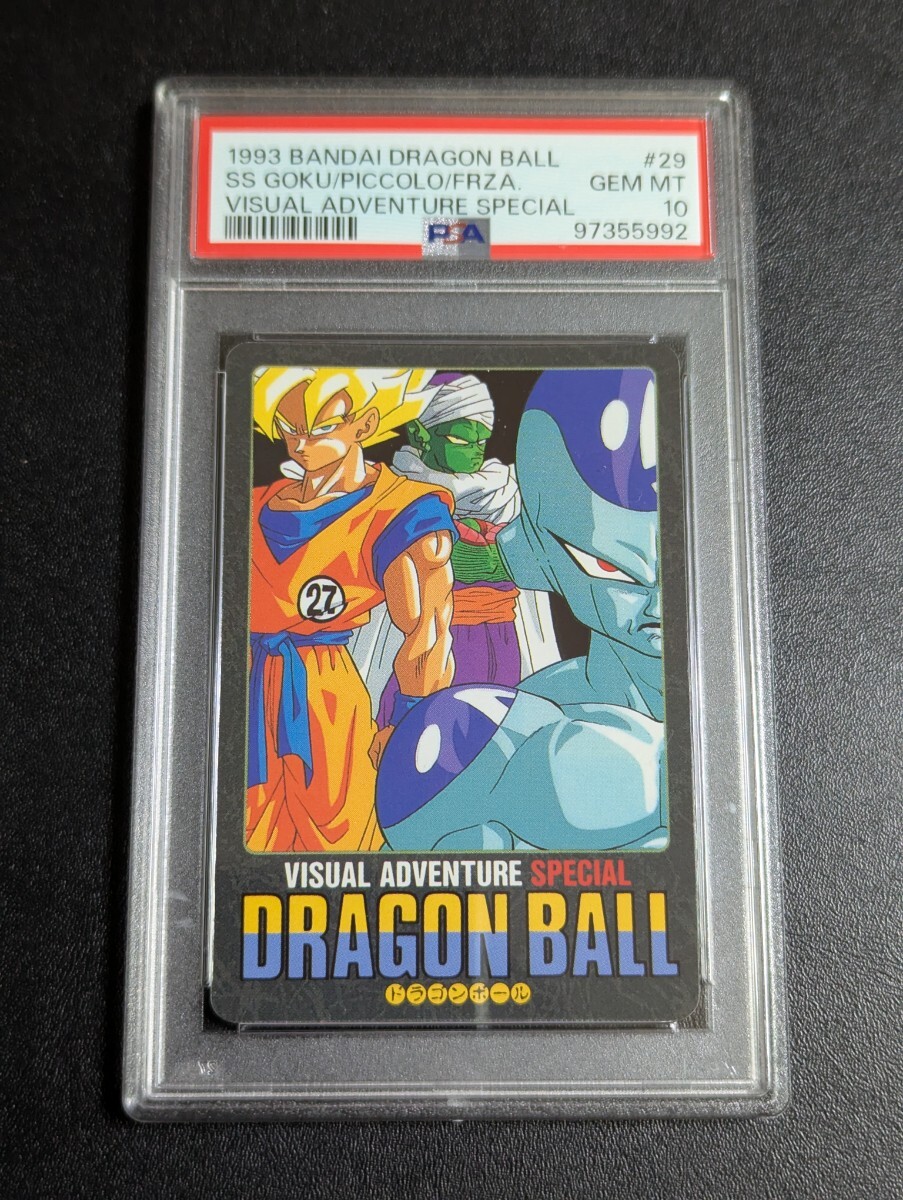 1993 BANDAI DRAGON BALL #29
SS GOKU/PICCOLO/FRZA. GEM MT
VISUAL ADVENTURE SPECIAL 10
PSA 97355992
27
VISUAL ADVENTURE SPECIAL
DRAGON BALL
ドラゴンボール